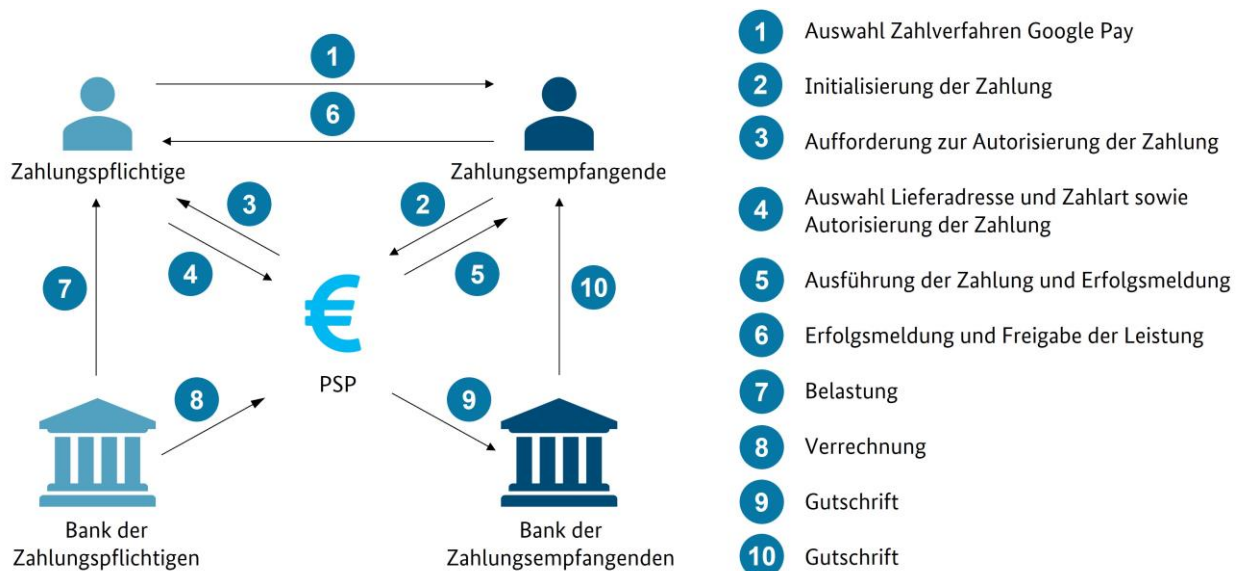 1
6
Zahlungspflichtige
Zahlungsempfangende
3
2
4
5
7
10
€
PSP
8
9
Bank der
Zahlungspflichtigen
Bank der
Zahlungsempfangenden
1 Auswahl Zahlverfahren Google Pay
2 Initialisierung der Zahlung
3 Aufforderung zur Autorisierung der Zahlung
4 Auswahl Lieferadresse und Zahlart sowie
Autorisierung der Zahlung
5 Ausführung der Zahlung und Erfolgsmeldung
6 Erfolgsmeldung und Freigabe der Leistung
7 Belastung
8 Verrechnung
9 Gutschrift
10 Gutschrift